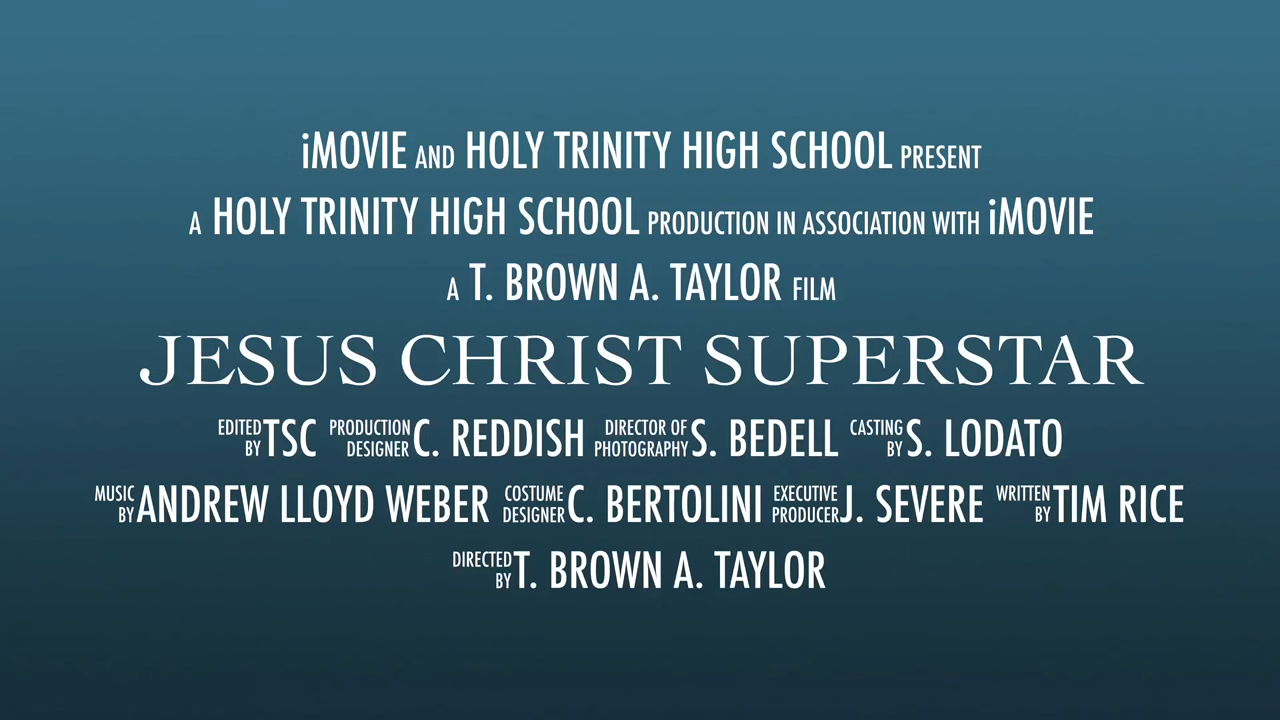 iMOVIE AND HOLY TRINITY HIGH SCHOOL PRESENT
A HOLY TRINITY HIGH SCHOOL PRODUCTION IN ASSOCIATION WITH iMOVIE
A T. BROWN A. TAYLOR FILM
JESUS CHRIST SUPERSTAR
EDITED BY TSC PRODUCTION DESIGNER C. REDDISH DIRECTOR OF PHOTOGRAPHY S. BEDELL CASTING BY S. LODATO
MUSIC BY ANDREW LLOYD WEBER COSTUME DESIGNER C. BERTOLINI EXECUTIVE PRODUCER J. SEVERE WRITTEN BY TIM RICE
DIRECTED BY T. BROWN A. TAYLOR